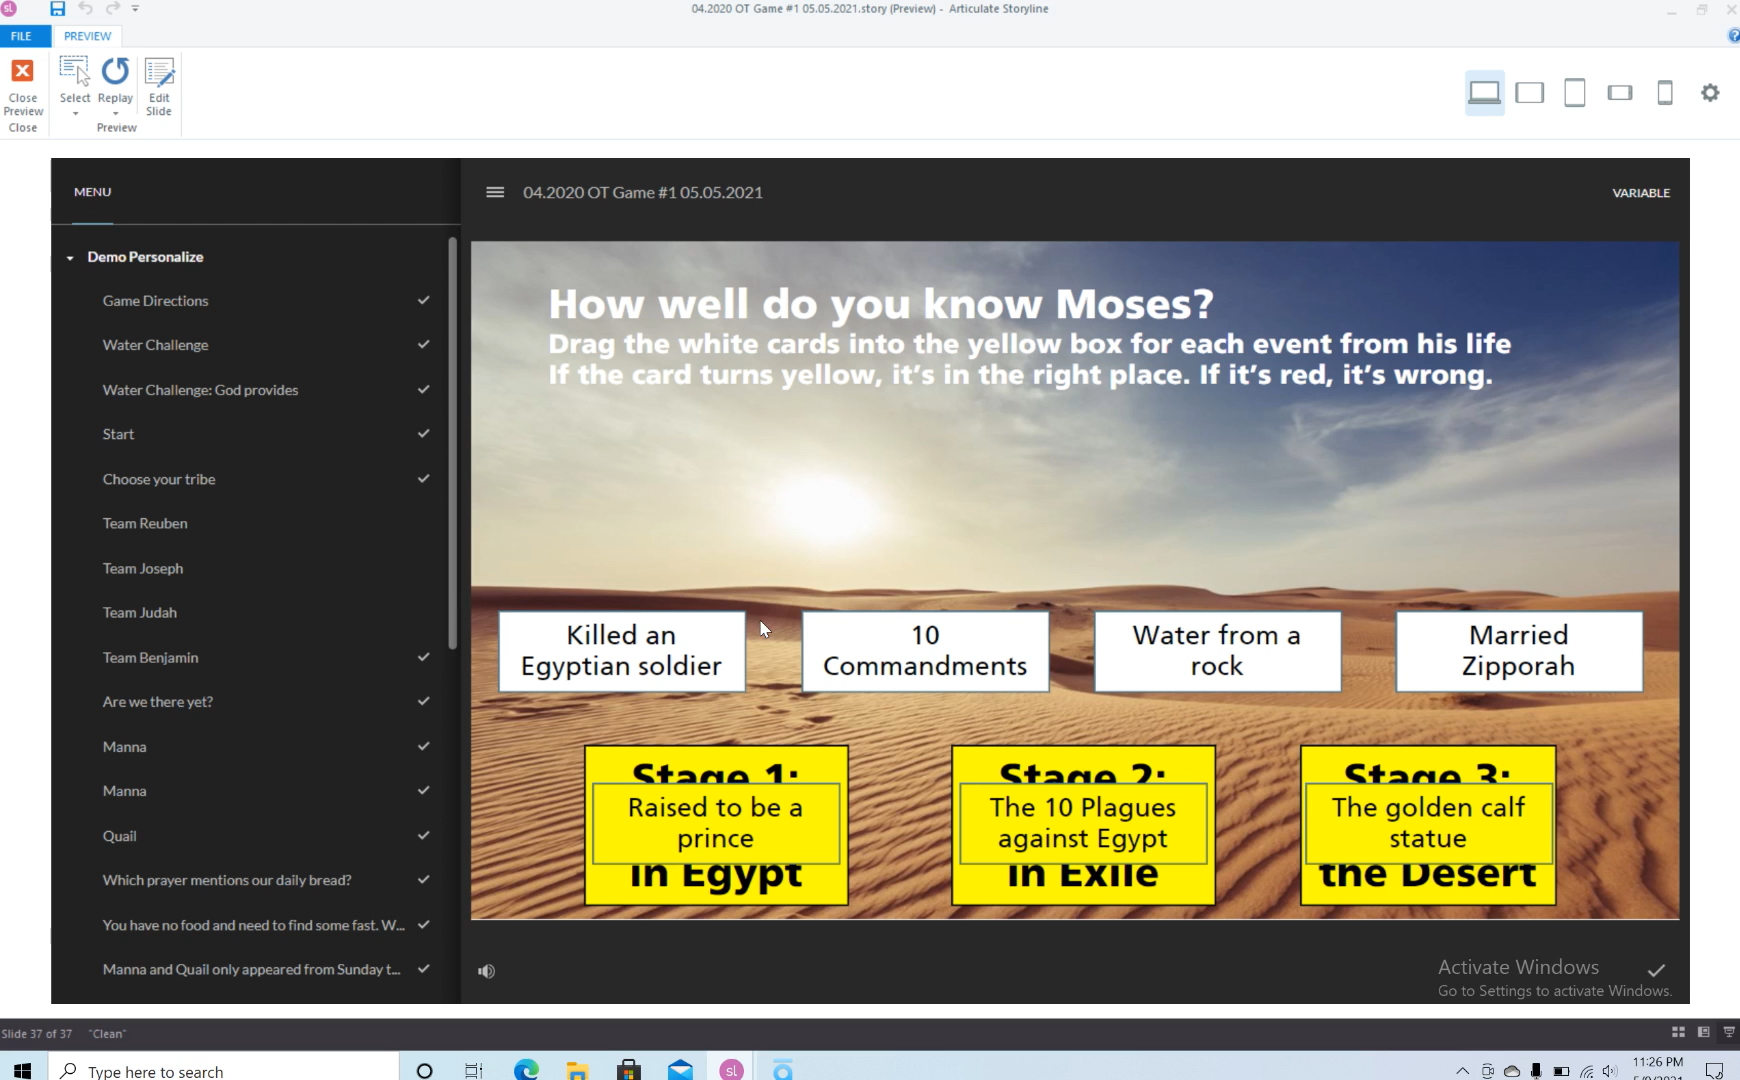 sl
04.2020 OT Game #1 05.05.2021.story (Preview) - Articulate Storyline
FILE
PREVIEW
?
Close
Preview
Select
Replay
Edit
Slide
Close
Preview
MENU
04.2020 OT Game #1 05.05.2021
VARIABLE
Demo Personalize
Game Directions
Water Challenge
Water Challenge: God provides
Start
Choose your tribe
Team Reuben
Team Joseph
Team Judah
Team Benjamin
Are we there yet?
Manna
Manna
Quail
Which prayer mentions our daily bread?
You have no food and need to find some fast. W...
Manna and Quail only appeared from Sunday t...
How well do you know Moses?
Drag the white cards into the yellow box for each event from his life
If the card turns yellow, it's in the right place. If it's red, it's wrong.
Killed an
Egyptian soldier
10
Commandments
Water from a
rock
Married
Zipporah
Stage 1:
Raised to be a
prince
in Egypt
Stage 2:
The 10 Plagues
against Egypt
in Exile
Stage 3:
The golden calf
statue
the Desert
Activate Windows
Go to Settings to activate Windows.
Slide 37 of 37
"Clean"
Type here to search
sl
11:26 PM